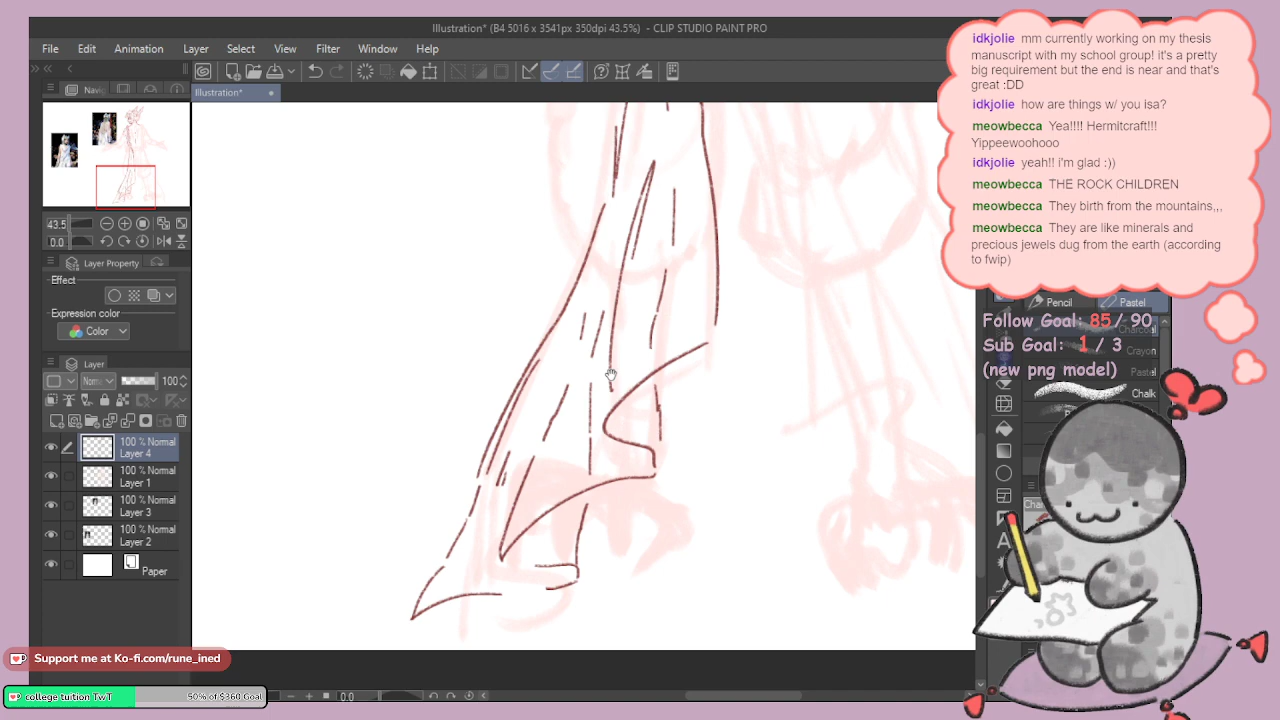 Illustration* (B4 5016 x 3541px 350dpi 43.5%) - CLIP STUDIO PAINT PRO
File Edit Animation Layer Select View Filter Window Help
Navi
Illustration*
43.5
0.0
Layer Property
Effect
Expression color
Color
Layer
Norma
100
100 % Normal
Layer 4
100 % Normal
Layer 1
100 % Normal
Layer 3
100 % Normal
Layer 2
Paper
0.0
Support me at Ko-fi.com/rune_ined
college tuition TwT 50% of $360 Goal
idkjolie mm currently working on my thesis
manuscript with my school group! it's a pretty
big requirement but the end is near and that's
great :DD
idkjolie how are things w/ you isa?
meowbecca Yea!!!! Hermitcraft!!!
Yippeewoohooo
idkjolie yeah!! i'm glad :))
meowbecca THE ROCK CHILDREN
meowbecca They birth from the mountains,,,
meowbecca They are like minerals and
precious jewels dug from the earth (according
to fwip)
Pencil Pastel
Follow Goal: 85 / 90
Sub Goal: 1 / 3
(new png model)
Charcoal
Crayon
Pastel
Chalk